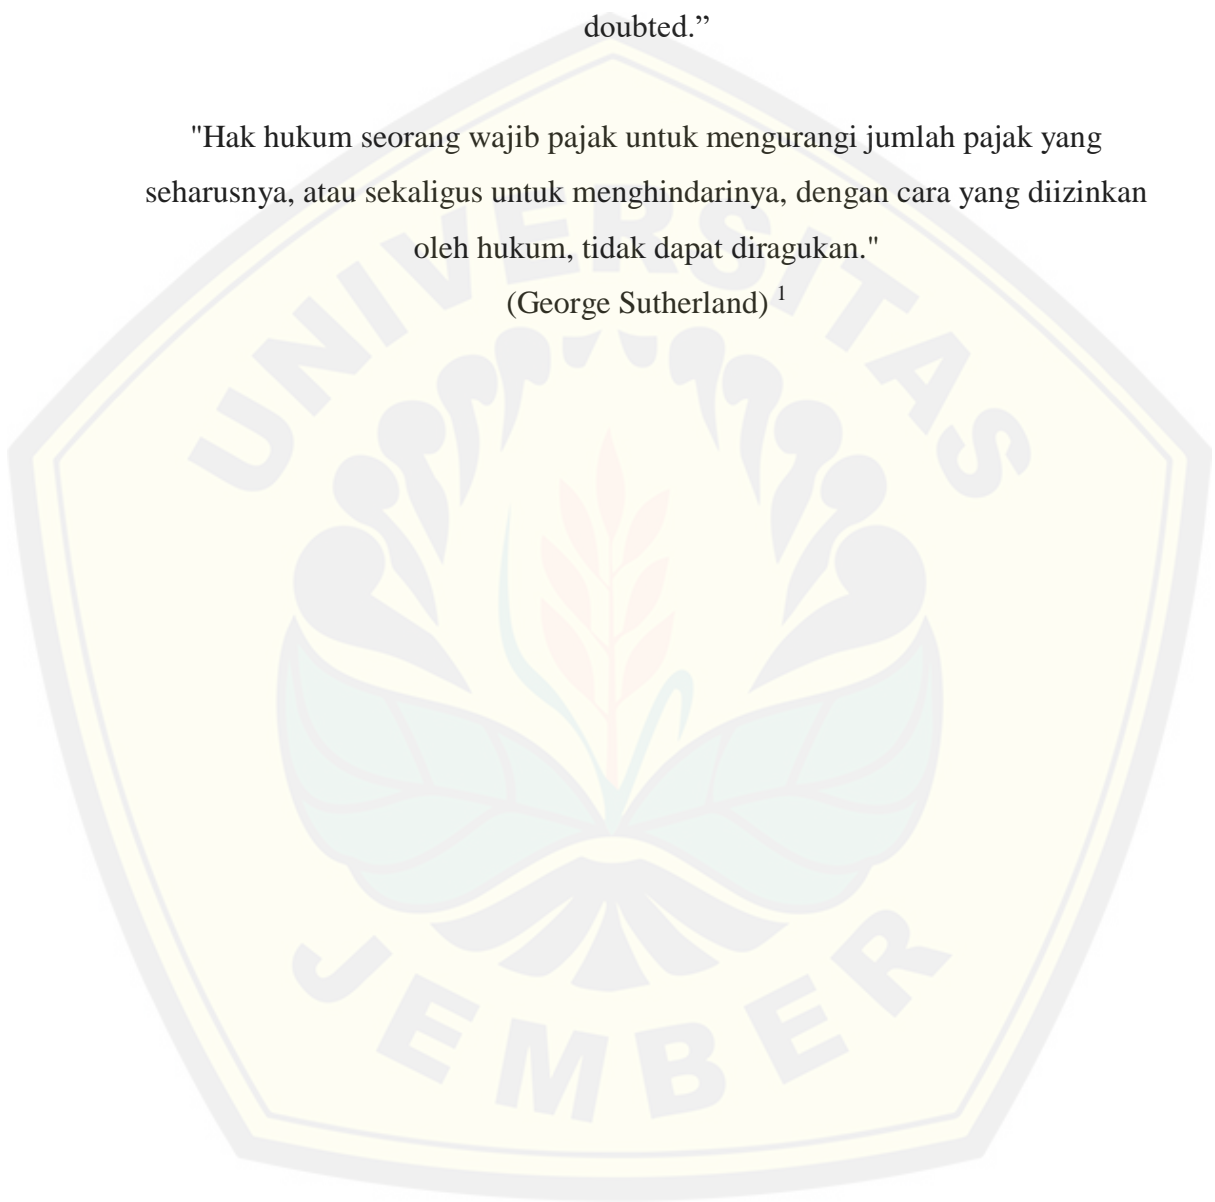 doubted.”
"Hak hukum seorang wajib pajak untuk mengurangi jumlah pajak yang
seharusnya, atau sekaligus untuk menghindarinya, dengan cara yang diizinkan
oleh hukum, tidak dapat diragukan."
(George Sutherland) 1
UNIVERSITAS
JEMBER